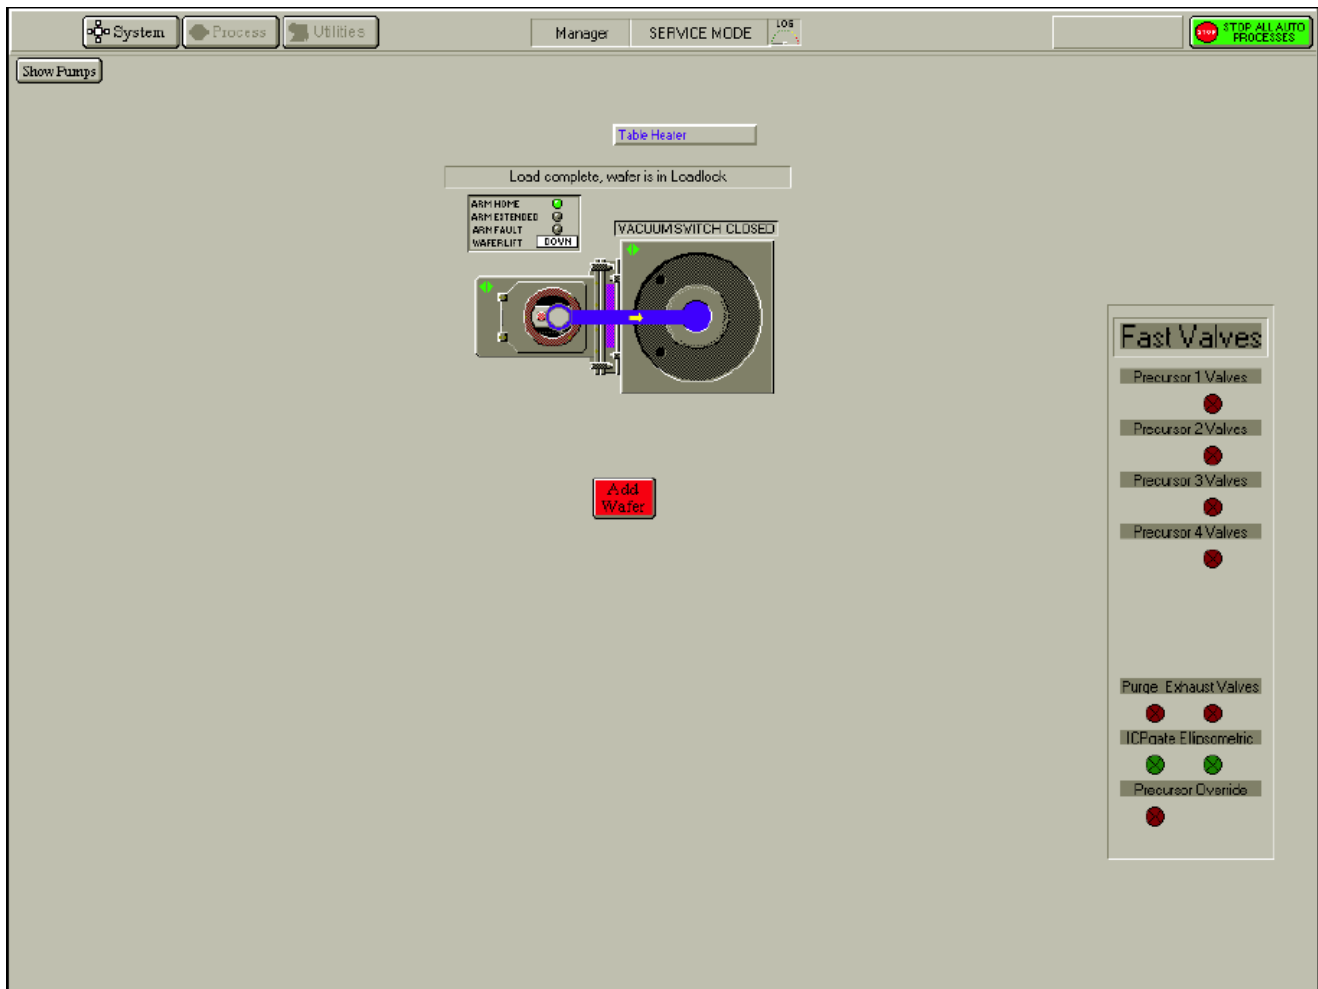 System Process Utilities Manager SERVICE MODE LOG STOP STOP ALL AUTO
PROCESSES
Show Pumps
Table Heater
Load complete, wafer is in Loadlock
ARM HOME
ARM EXTENDED
ARM FAULT
WAFERLIFT DOWN
VACUUM SWITCH CLOSED
Add
Wafer
Fast Valves
Precursor 1 Valves
Precursor 2 Valves
Precursor 3 Valves
Precursor 4 Valves
Purge Exhaust Valves
ICPgate Ellipsometric
Precursor Override